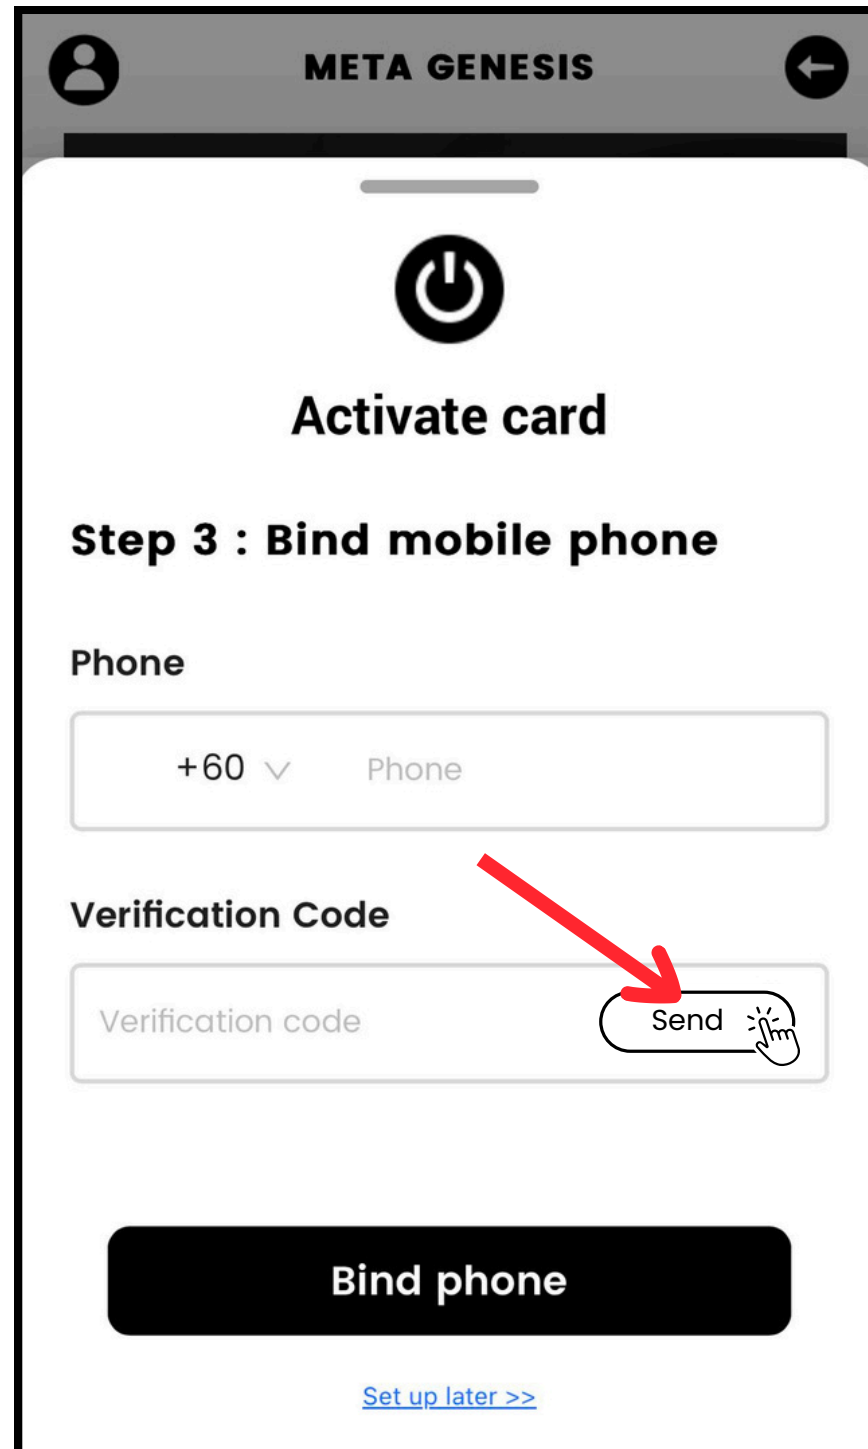 META GENESIS
Activate card
Step 3 : Bind mobile phone
Phone
+60 Phone
Verification Code
Verification code Send
Bind phone
Set up later >>